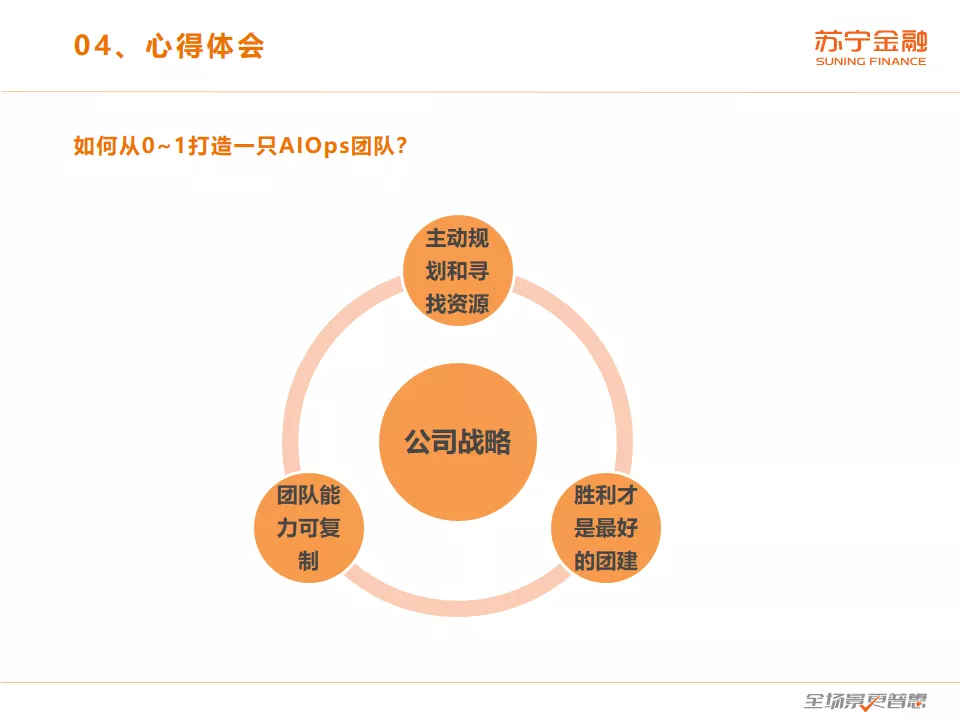 04、心得体会
苏宁金融
SUNING FINANCE
如何从0~1打造一只AIOps团队?
主动规
划和寻
找资源
公司战略
团队能
力可复
制
胜利才
是最好
的团建
全场景更普惠